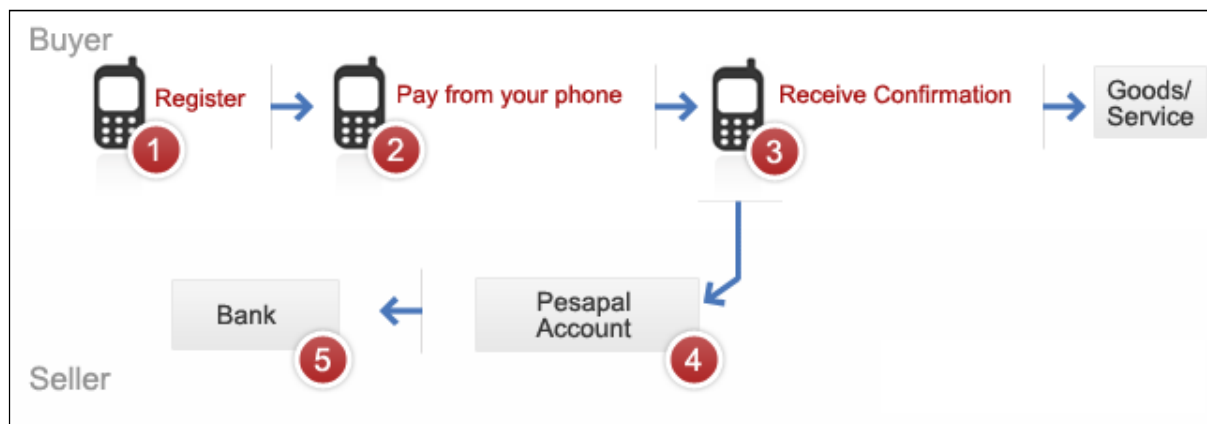 Buyer
Register
1
Pay from your phone
2
Receive Confirmation
3
Goods/
Service
Bank
5
Pesapal
Account
4
Seller